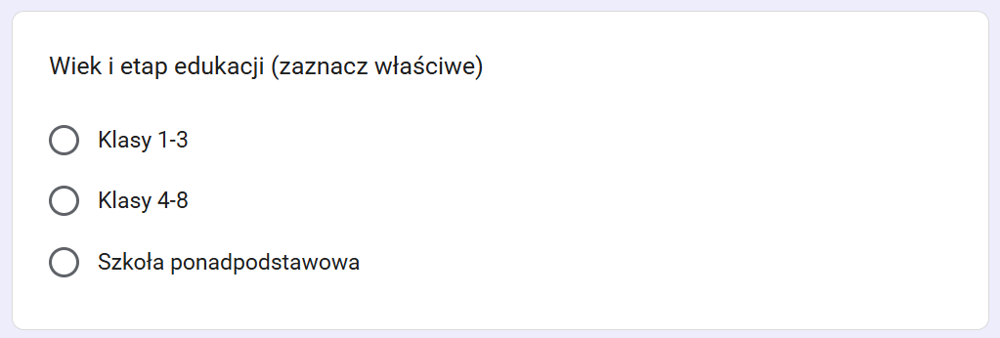 Wiek i etap edukacji (zaznacz właściwe)
Klasy 1-3
Klasy 4-8
Szkoła ponadpodstawowa